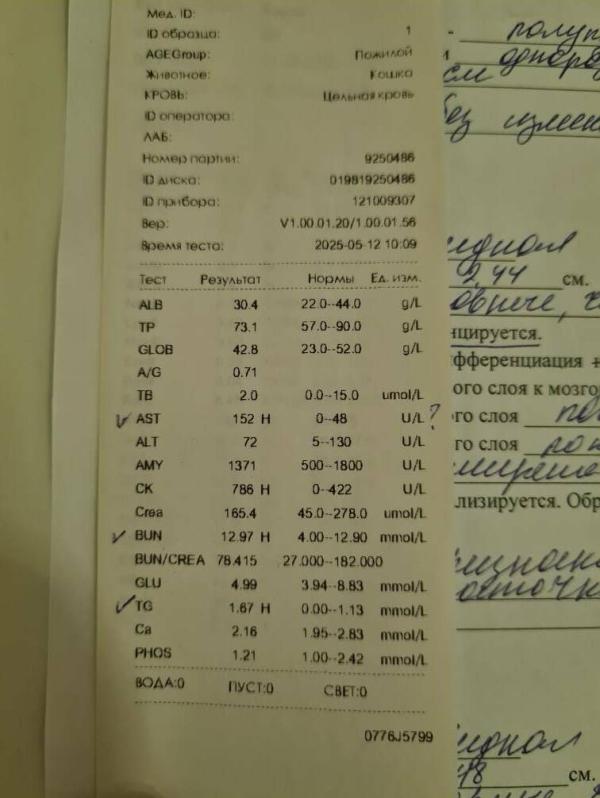 Мед. ID:
ID образца: 1
AGEGroup: Пожилой
Животное: Кошка
КРОВЬ: Цельная кровь
ID оператора:
ЛАБ:
Номер партии: 9250486
ID диска: 019819250486
ID прибора: 121009307
Вер: V1.00.01.20/1.00.01.56
Время теста: 2025-05-12 10:09
Тест Результат Нормы Ед. изм.
ALB 30.4 22.0--44.0 g/L
TP 73.1 57.0--90.0 g/L
GLOB 42.8 23.0--52.0 g/L
A/G 0.71
TB 2.0 0.0--15.0 umol/L
AST 152 H 0--48 U/L ?
ALT 72 5--130 U/L
AMY 1371 500--1800 U/L
CK 786 H 0--422 U/L
Crea 165.4 45.0--278.0 umol/L
BUN 12.97 H 4.00--12.90 mmol/L
BUN/CREA 78.415 27.000--182.000
GLU 4.99 3.94--8.83 mmol/L
TG 1.67 H 0.00--1.13 mmol/L
Ca 2.16 1.95--2.83 mmol/L
PHOS 1.21 1.00--2.42 mmol/L
ВОДА:0 ПУСТ:0 СВЕТ:0
0776J5799
без
2,44 см.
нцируется.
фференциация +
ого слоя к мозго
го слоя
го слоя
лизируется. Обр
см.